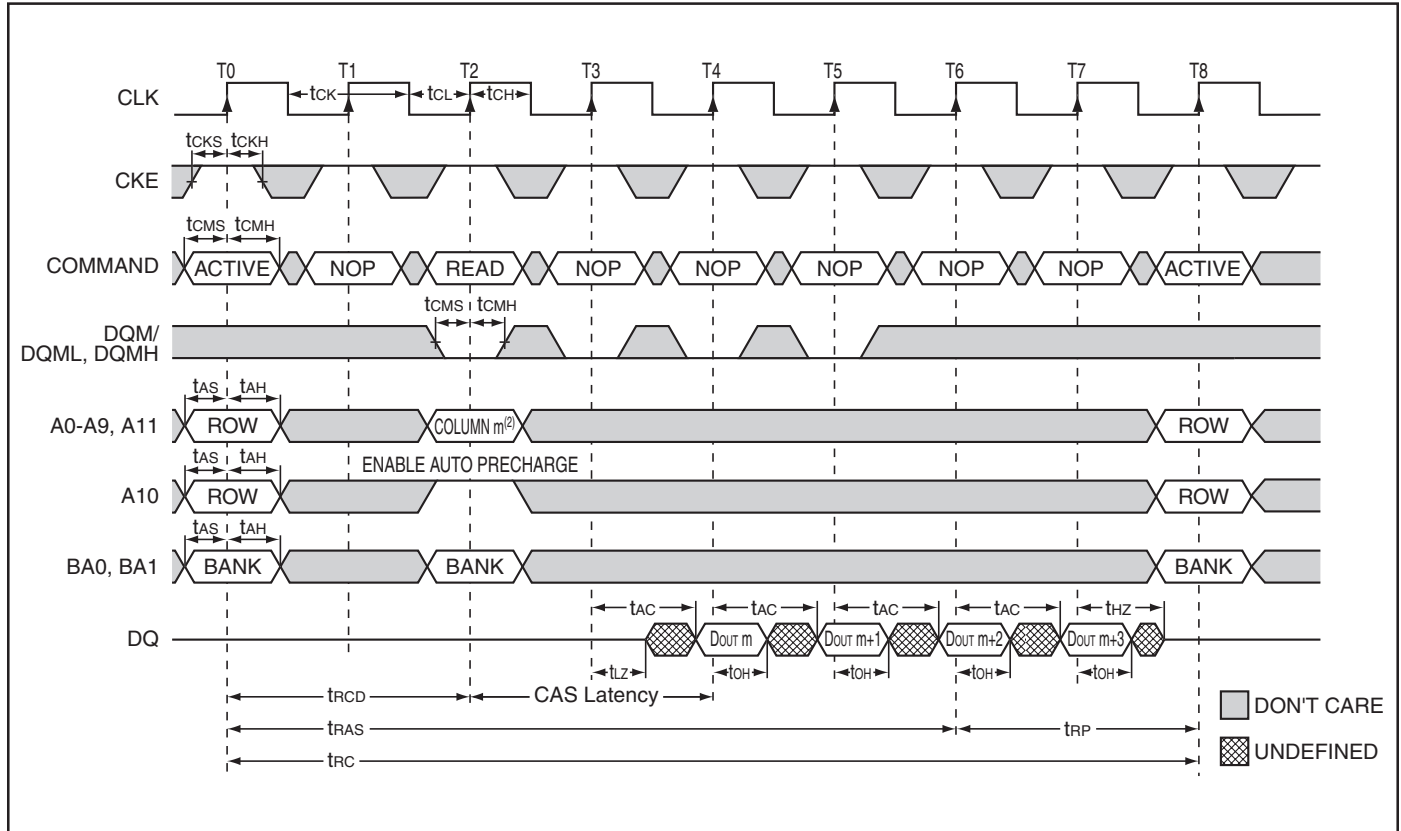 T0 T1 T2 T3 T4 T5 T6 T7 T8
CLK
tCK tCL tCH
tCKS tCKH
CKE
tCMS tCMH
COMMAND
ACTIVE NOP READ NOP NOP NOP NOP NOP ACTIVE
tCMS tCMH
DQM/
DQML, DQMH
tAS tAH
A0-A9, A11
ROW COLUMN m(2) ROW
tAS tAH
ENABLE AUTO PRECHARGE
A10
ROW ROW
tAS tAH
BA0, BA1
BANK BANK BANK
tAC tAC tAC tAC tHZ
DQ
DOUT m DOUT m+1 DOUT m+2 DOUT m+3
tLZ tOH tOH tOH tOH
tRCD CAS Latency
DON'T CARE
tRAS tRP
UNDEFINED
tRC